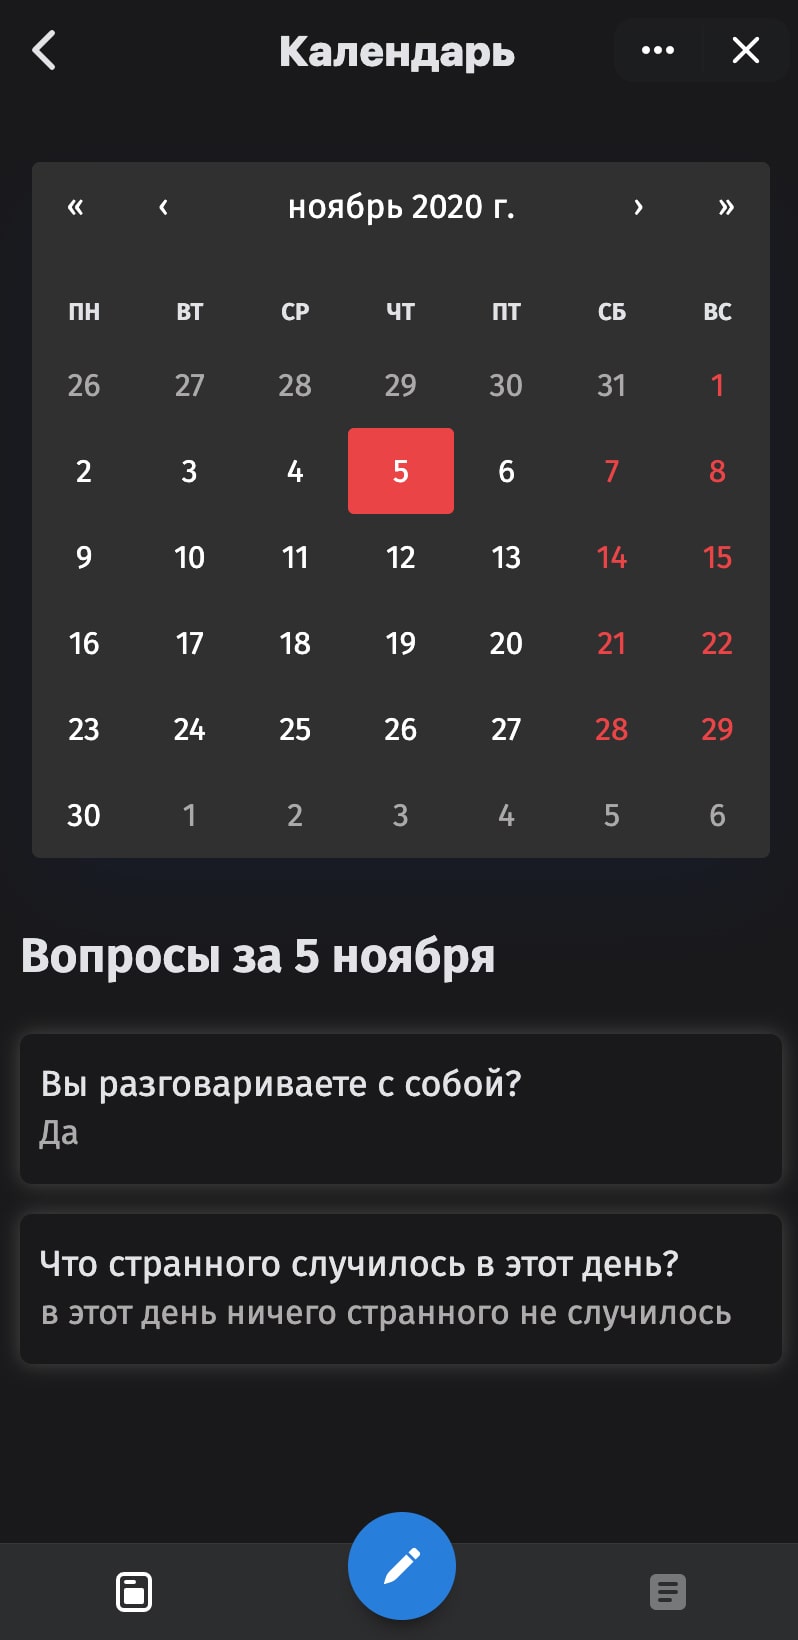 Календарь
« ‹ ноябрь 2020 г. › »
ПН ВТ СР ЧТ ПТ СБ ВС
26 27 28 29 30 31 1
2 3 4 5 6 7 8
9 10 11 12 13 14 15
16 17 18 19 20 21 22
23 24 25 26 27 28 29
30 1 2 3 4 5 6
Вопросы за 5 ноября
Вы разговариваете с собой?
Да
Что странного случилось в этот день?
в этот день ничего странного не случилось